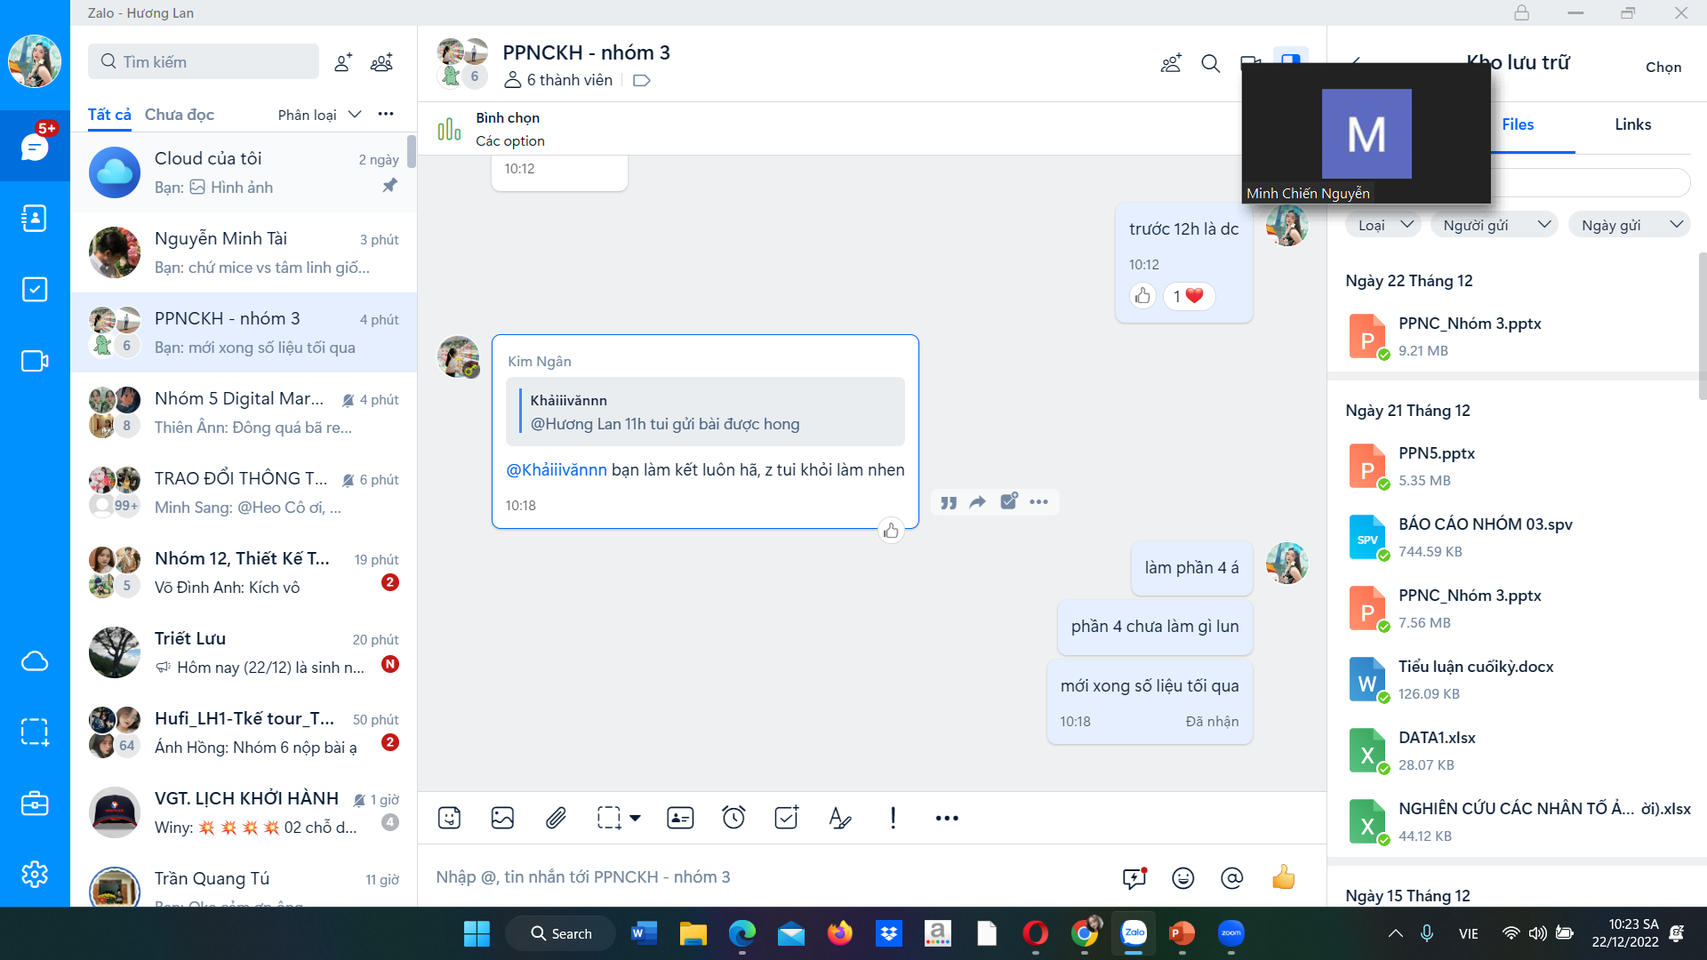 Zalo - Hương Lan
Tìm kiếm
Tất cả
Chưa đọc
Phân loại
5+
Cloud của tôi
2 ngày
Bạn: Hình ảnh
Nguyễn Minh Tài
3 phút
Bạn: chứ mice vs tâm linh giố...
PPNCKH - nhóm 3
4 phút
6
Bạn: mới xong số liệu tối qua
Nhóm 5 Digital Mar...
4 phút
8
Thiên Ânn: Đông quá bã re...
TRAO ĐỔI THÔNG T...
6 phút
99+
Minh Sang: @Heo Cô ơi, ...
Nhóm 12, Thiết Kế T...
19 phút
5
Võ Đình Anh: Kích vô
2
Triết Lưu
20 phút
Hôm nay (22/12) là sinh n...
N
Hufi_LH1-Tkế tour_T...
50 phút
64
Ánh Hồng: Nhóm 6 nộp bài ạ
2
VGT. LỊCH KHỞI HÀNH
1 giờ
Winy: 💥 💥 💥 💥 02 chỗ d...
4
Trần Quang Tú
11 giờ
PPNCKH - nhóm 3
6
6 thành viên
Bình chọn
Các option
10:12
trước 12h là dc
10:12
1 ❤️
Kim Ngân
Khảiiivănnn
@Hương Lan 11h tui gửi bài được hong
@Khảiiivănnn bạn làm kết luôn hã, z tui khỏi làm nhen
10:18
làm phần 4 á
phần 4 chưa làm gì lun
mới xong số liệu tối qua
10:18
Đã nhận
Nhập @, tin nhắn tới PPNCKH - nhóm 3
Kho lưu trữ
Chọn
M
Minh Chiến Nguyễn
Files
Links
Loại
Người gửi
Ngày gửi
Ngày 22 Tháng 12
P
PPNC_Nhóm 3.pptx
9.21 MB
Ngày 21 Tháng 12
P
PPN5.pptx
5.35 MB
SPV
BÁO CÁO NHÓM 03.spv
744.59 KB
P
PPNC_Nhóm 3.pptx
7.56 MB
W
Tiểu luận cuốikỳ.docx
126.09 KB
X
DATA1.xlsx
28.07 KB
X
NGHIÊN CỨU CÁC NHÂN TỐ Ả... ời).xlsx
44.12 KB
Ngày 15 Tháng 12
Search
W
a
Zalo
P
zoom
VIE
10:23 SA
22/12/2022